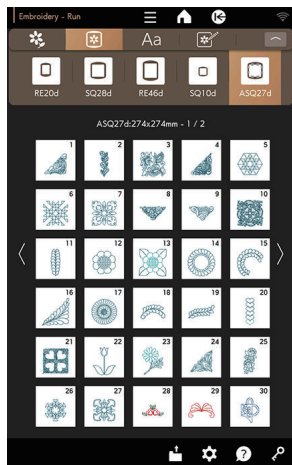 Embroidery - Run
Aa
RE20d SQ28d RE46d SQ10d ASQ27d
ASQ27d:274x274mm - 1 / 2
1 2 3 4 5
6 7 8 9 10
11 12 13 14 15
16 17 18 19 20
21 22 23 24 25
26 27 28 29 30
?